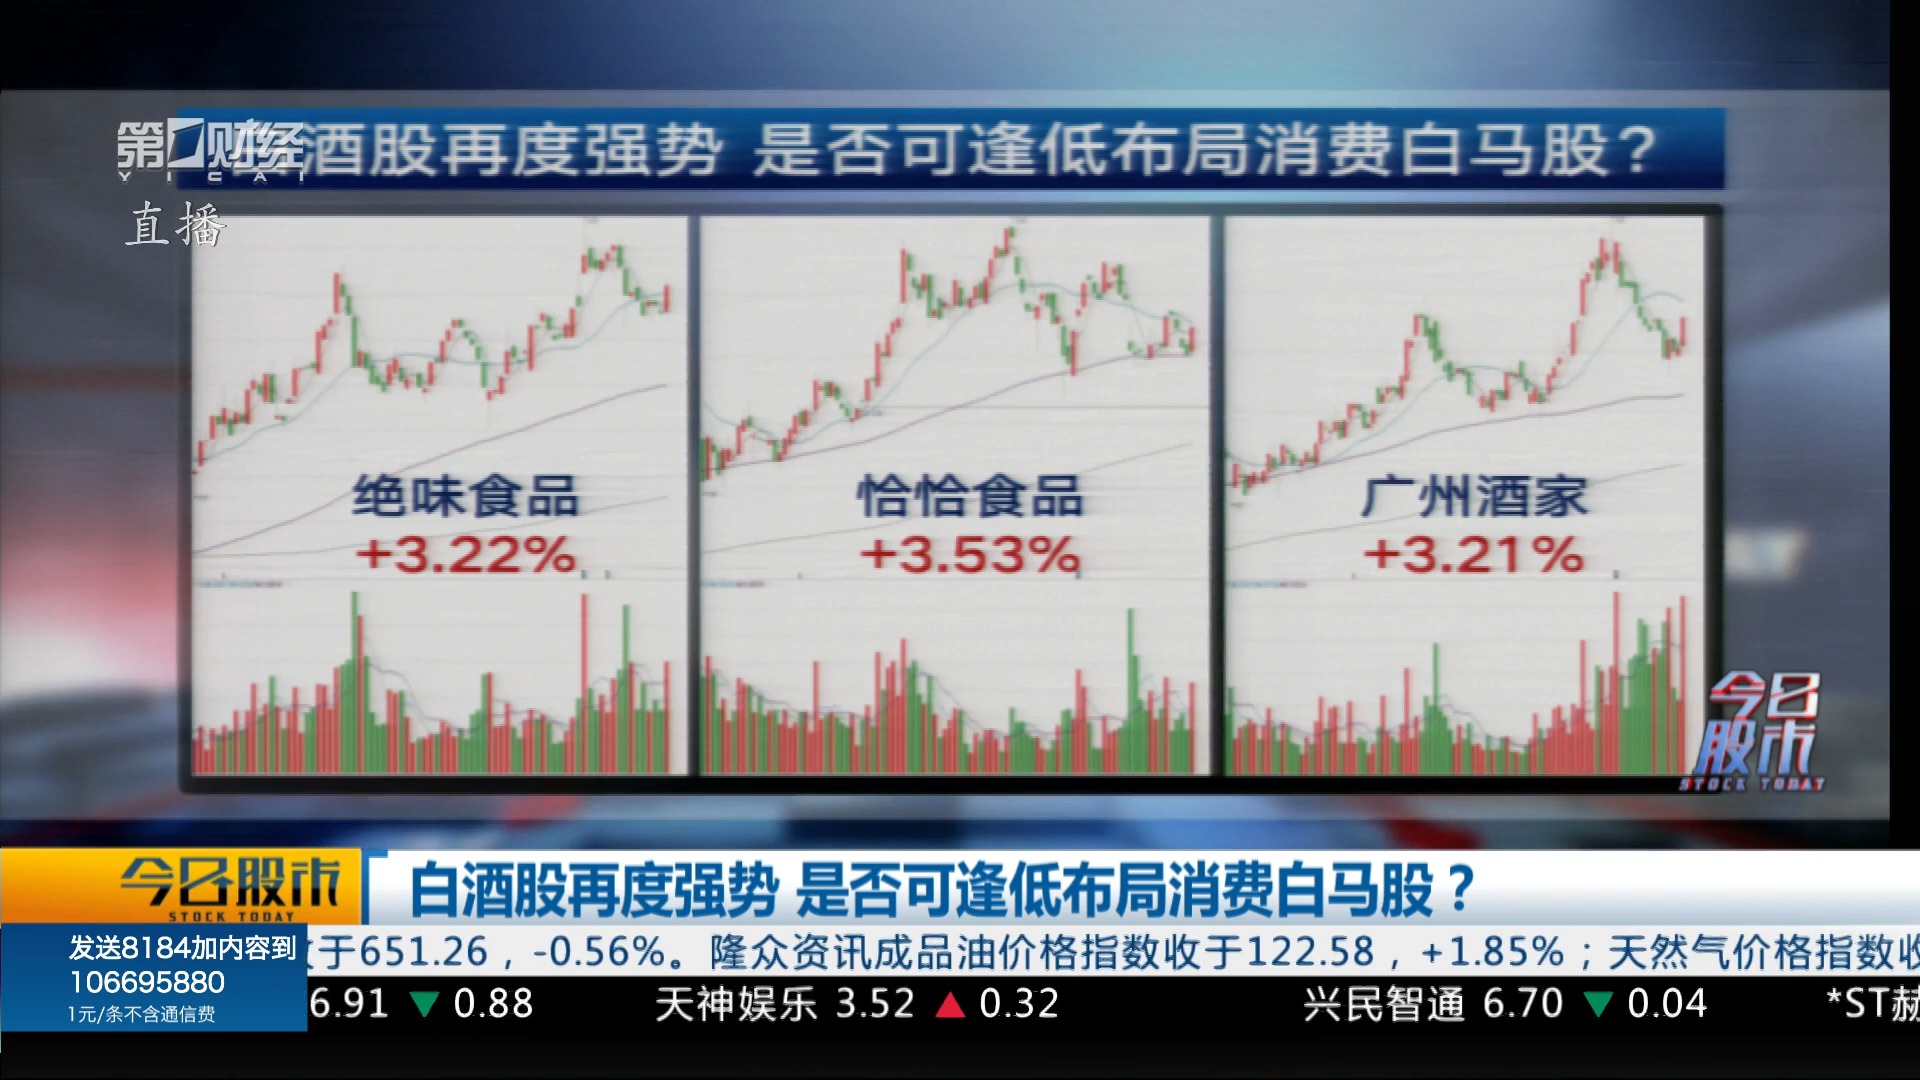 第1财经
YICAI
直播
酒股再度强势 是否可逢低布局消费白马股？
绝味食品
+3.22%
恰恰食品
+3.53%
广州酒家
+3.21%
今日股市
STOCK TODAY
今日股市
STOCK TODAY
白酒股再度强势 是否可逢低布局消费白马股？
发送8184加内容到
106695880
1元/条不含通信费
于651.26，-0.56%。隆众资讯成品油价格指数收于122.58，+1.85%；天然气价格指数收
6.91 ▼ 0.88 天神娱乐 3.52 ▲ 0.32 兴民智通 6.70 ▼ 0.04 *ST赫